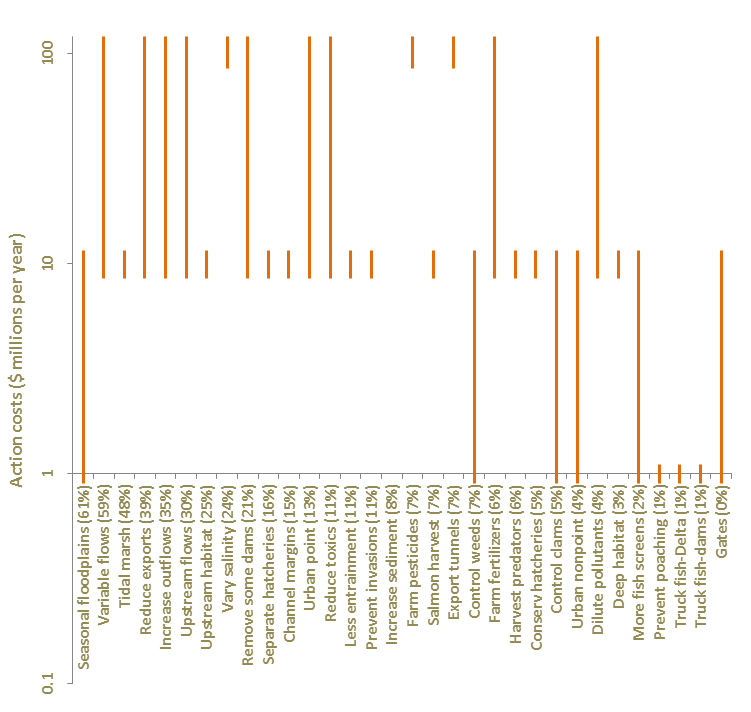 Action costs ($ millions per year)
100
10
1
0.1
Seasonal floodplains (61%)
Variable flows (59%)
Tidal marsh (48%)
Reduce exports (39%)
Increase outflows (35%)
Upstream flows (30%)
Upstream habitat (25%)
Vary salinity (24%)
Remove some dams (21%)
Separate hatcheries (16%)
Channel margins (15%)
Urban point (13%)
Reduce toxics (11%)
Less entrainment (11%)
Prevent invasions (11%)
Increase sediment (8%)
Farm pesticides (7%)
Salmon harvest (7%)
Export tunnels (7%)
Control weeds (7%)
Farm fertilizers (6%)
Harvest predators (6%)
Conserv hatcheries (5%)
Control clams (5%)
Urban nonpoint (4%)
Dilute pollutants (4%)
Deep habitat (3%)
More fish screens (2%)
Prevent poaching (1%)
Truck fish-Delta (1%)
Truck fish-dams (1%)
Gates (0%)